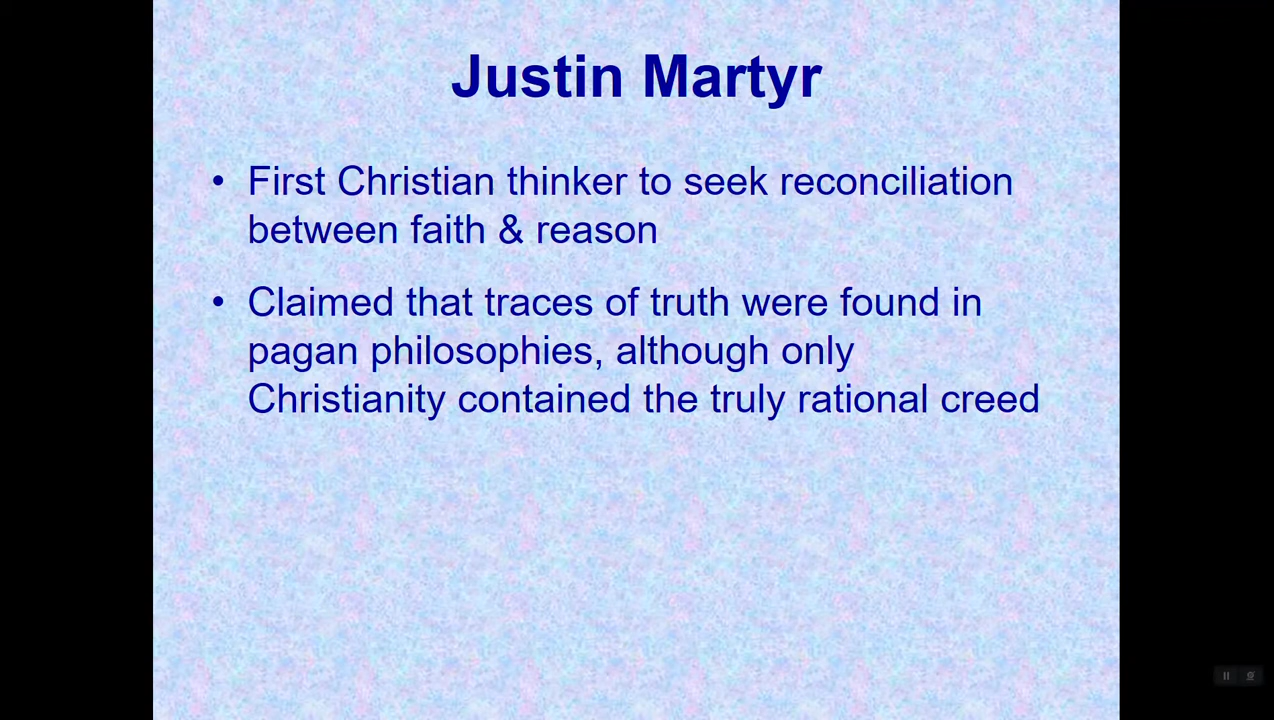 Justin Martyr
• First Christian thinker to seek reconciliation
between faith & reason
• Claimed that traces of truth were found in
pagan philosophies, although only
Christianity contained the truly rational creed